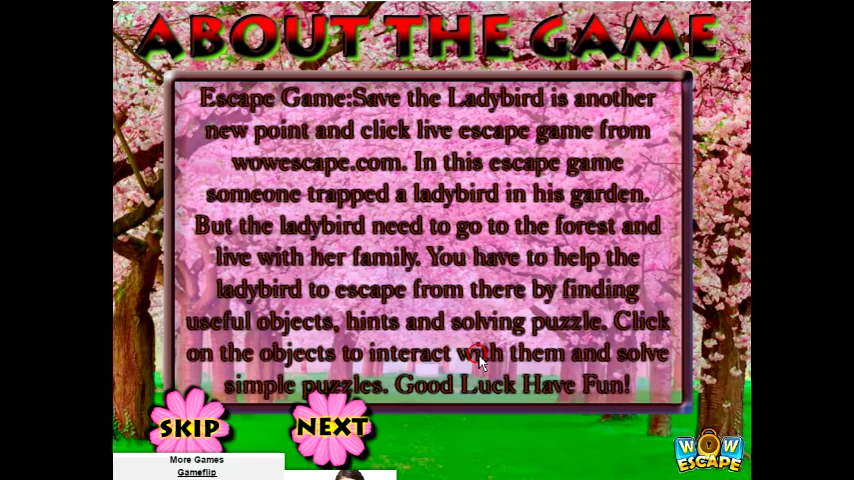 ABOUT THE GAME
Escape Game:Save the Ladybird is another
new point and click live escape game from
wowescape.com. In this escape game
someone trapped a ladybird in his garden.
But the ladybird need to go to the forest and
live with her family. You have to help the
ladybird to escape from there by finding
useful objects, hints and solving puzzle. Click
on the objects to interact with them and solve
simple puzzles. Good Luck Have Fun!
SKIP
NEXT
More Games
Gameflip
WOW
ESCAPE